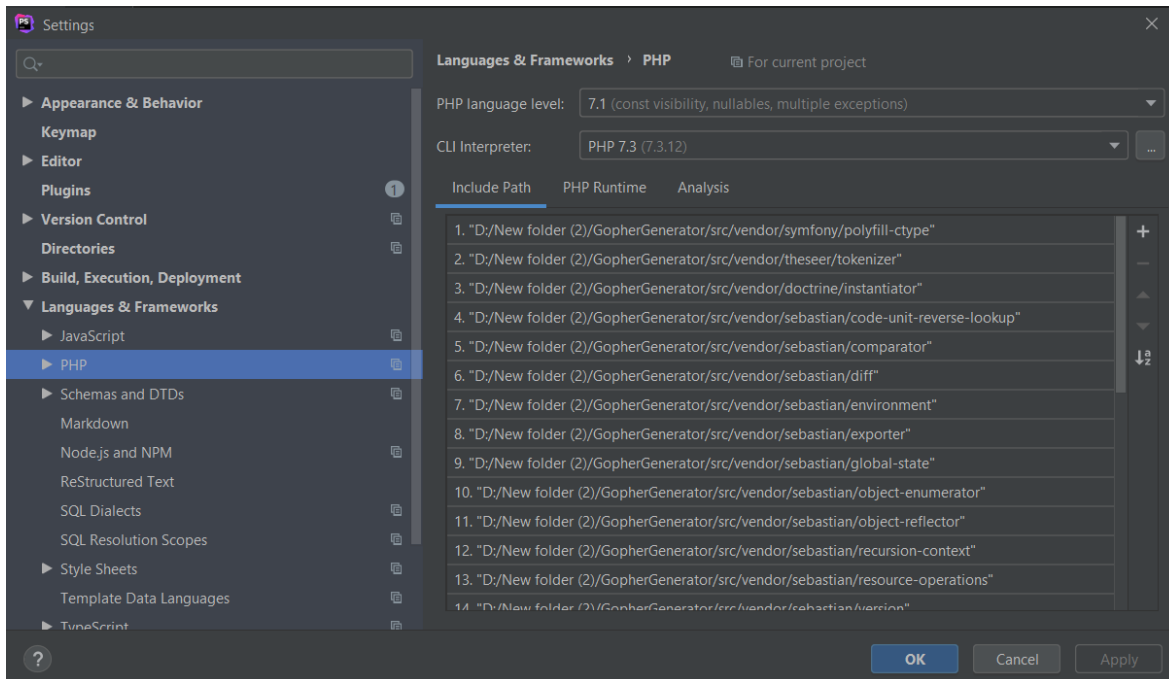 Settings
Appearance & Behavior
Keymap
Editor
Plugins
1
Version Control
Directories
Build, Execution, Deployment
Languages & Frameworks
JavaScript
PHP
Schemas and DTDs
Markdown
Node.js and NPM
ReStructured Text
SQL Dialects
SQL Resolution Scopes
Style Sheets
Template Data Languages
TypeScript
?
Languages & Frameworks › PHP
For current project
PHP language level: 7.1 (const visibility, nullables, multiple exceptions)
CLI Interpreter: PHP 7.3 (7.3.12) ...
Include Path PHP Runtime Analysis
1. "D:/New folder (2)/GopherGenerator/src/vendor/symfony/polyfill-ctype"
2. "D:/New folder (2)/GopherGenerator/src/vendor/theseer/tokenizer"
3. "D:/New folder (2)/GopherGenerator/src/vendor/doctrine/instantiator"
4. "D:/New folder (2)/GopherGenerator/src/vendor/sebastian/code-unit-reverse-lookup"
5. "D:/New folder (2)/GopherGenerator/src/vendor/sebastian/comparator"
6. "D:/New folder (2)/GopherGenerator/src/vendor/sebastian/diff"
7. "D:/New folder (2)/GopherGenerator/src/vendor/sebastian/environment"
8. "D:/New folder (2)/GopherGenerator/src/vendor/sebastian/exporter"
9. "D:/New folder (2)/GopherGenerator/src/vendor/sebastian/global-state"
10. "D:/New folder (2)/GopherGenerator/src/vendor/sebastian/object-enumerator"
11. "D:/New folder (2)/GopherGenerator/src/vendor/sebastian/object-reflector"
12. "D:/New folder (2)/GopherGenerator/src/vendor/sebastian/recursion-context"
13. "D:/New folder (2)/GopherGenerator/src/vendor/sebastian/resource-operations"
14. "D:/New folder (2)/GopherGenerator/src/vendor/sebastian/version"
OK Cancel Apply